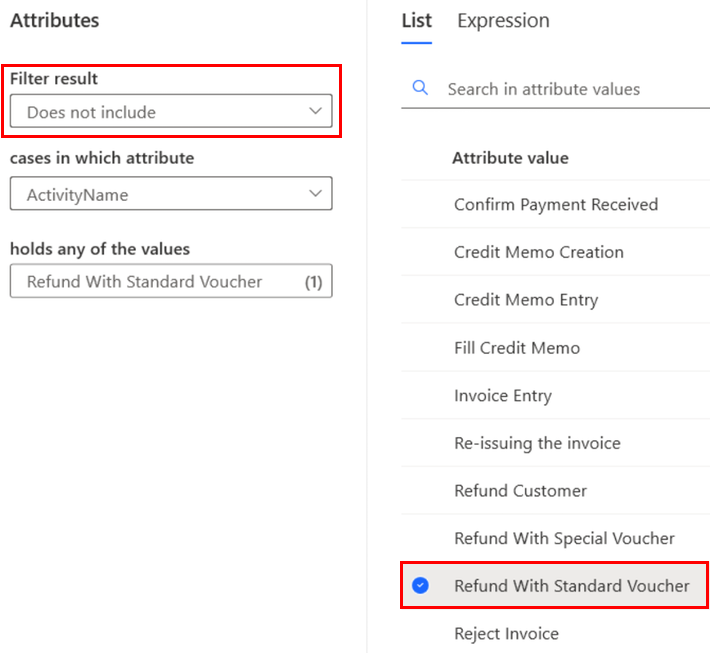 Attributes
Filter result
Does not include
cases in which attribute
ActivityName
holds any of the values
Refund With Standard Voucher (1)
List Expression
Search in attribute values
Attribute value
Confirm Payment Received
Credit Memo Creation
Credit Memo Entry
Fill Credit Memo
Invoice Entry
Re-issuing the invoice
Refund Customer
Refund With Special Voucher
Refund With Standard Voucher
Reject Invoice